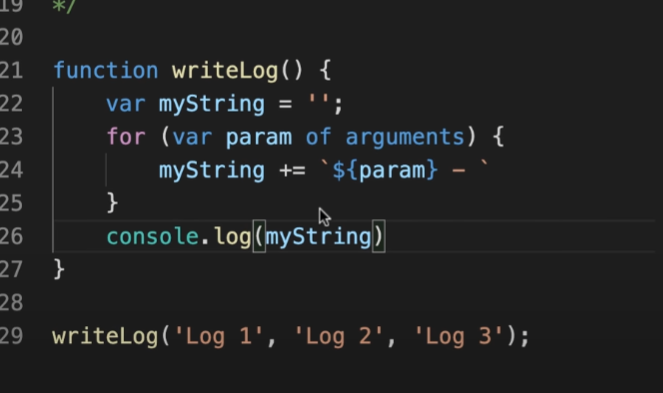 19 */
20
21 function writeLog() {
22 var myString = '';
23 for (var param of arguments) {
24 myString += `${param} - `
25 }
26 console.log(myString)
27 }
28
29 writeLog('Log 1', 'Log 2', 'Log 3');